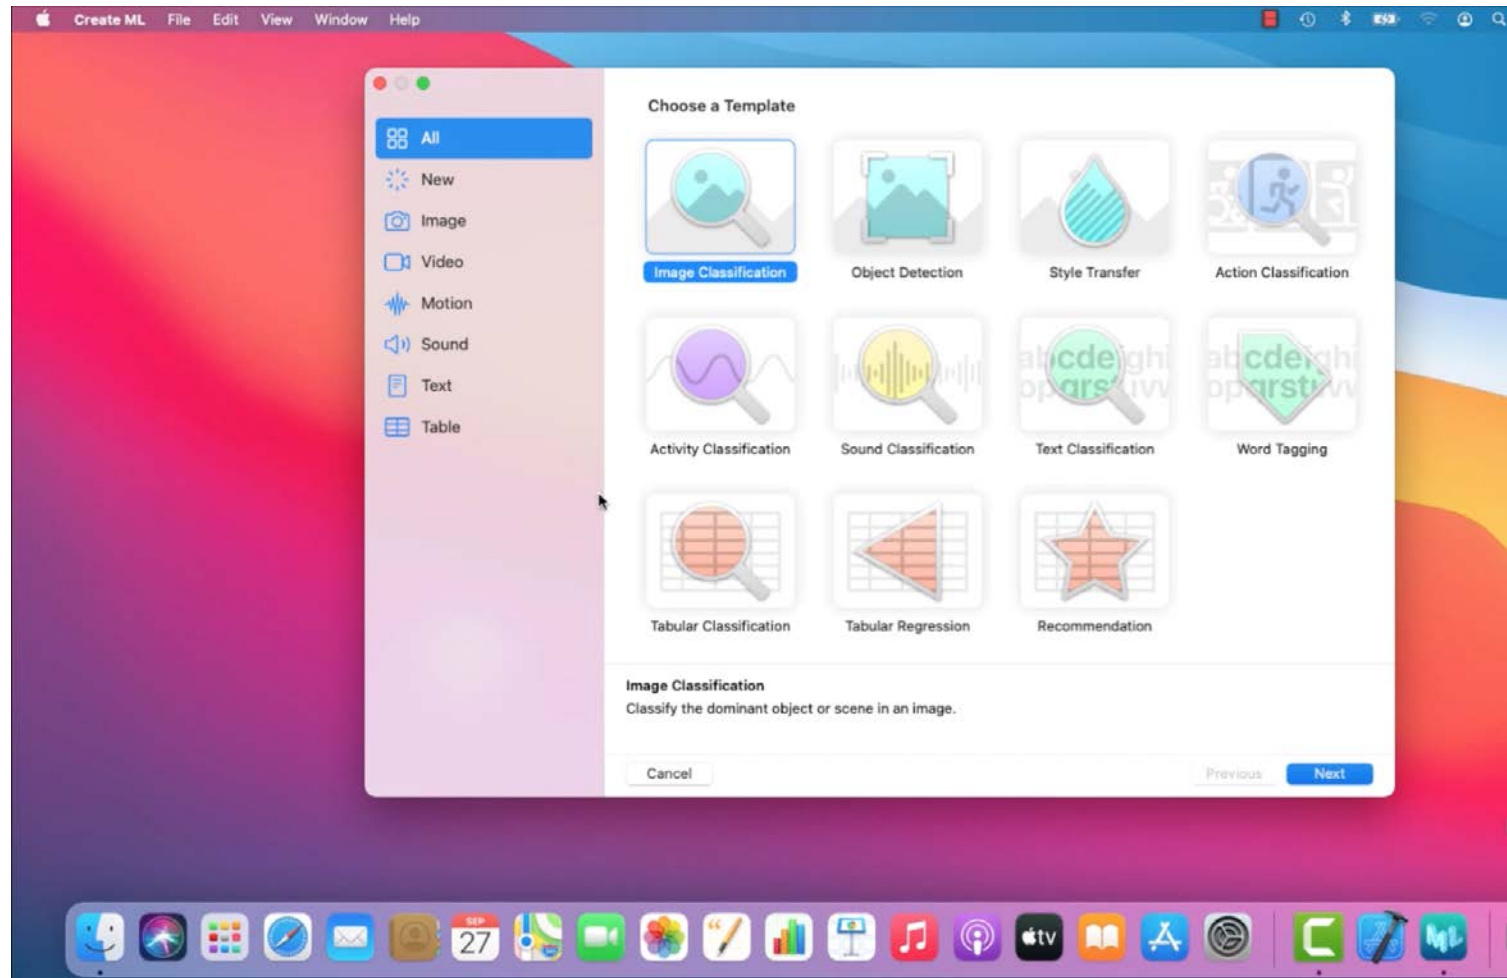 Create ML File Edit View Window Help
Choose a Template
All
New
Image
Video
Motion
Sound
Text
Table
Image Classification Object Detection Style Transfer Action Classification
Activity Classification Sound Classification Text Classification Word Tagging
Tabular Classification Tabular Regression Recommendation
Image Classification
Classify the dominant object or scene in an image.
Cancel Previous Next
SEP
27
tv
ML